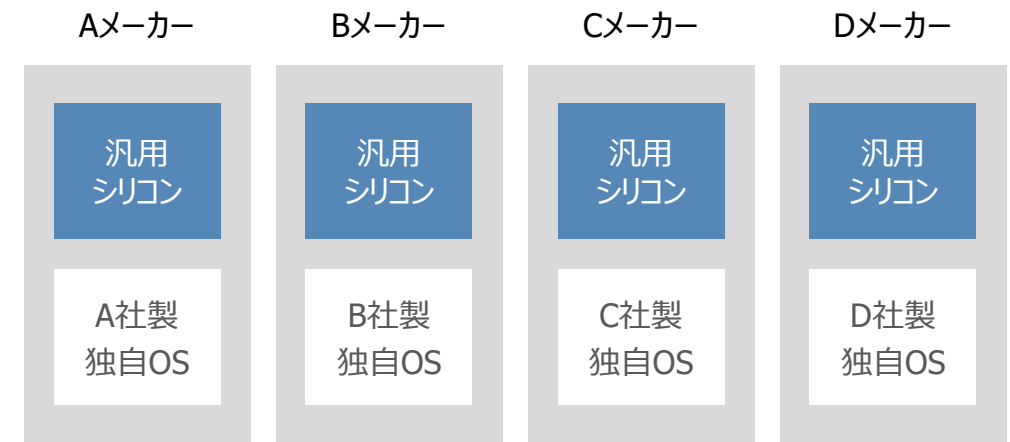 Aメーカー
Bメーカー
Cメーカー
Dメーカー
汎用
シリコン
汎用
シリコン
汎用
シリコン
汎用
シリコン
A社製
独自OS
B社製
独自OS
C社製
独自OS
D社製
独自OS